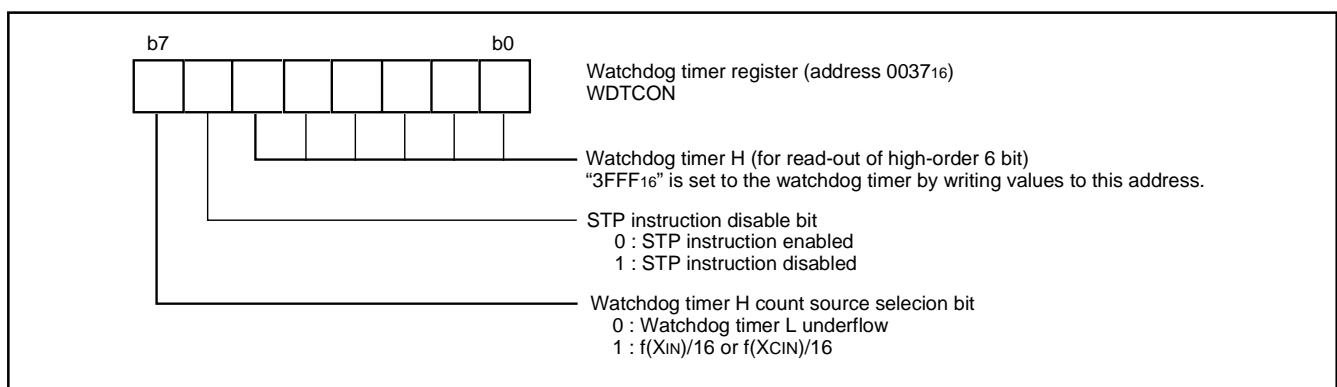 b7 b0
Watchdog timer register (address 003716)
WDTCON
Watchdog timer H (for read-out of high-order 6 bit)
“3FFF16” is set to the watchdog timer by writing values to this address.
STP instruction disable bit
0 : STP instruction enabled
1 : STP instruction disabled
Watchdog timer H count source selecion bit
0 : Watchdog timer L underflow
1 : f(XIN)/16 or f(XCIN)/16